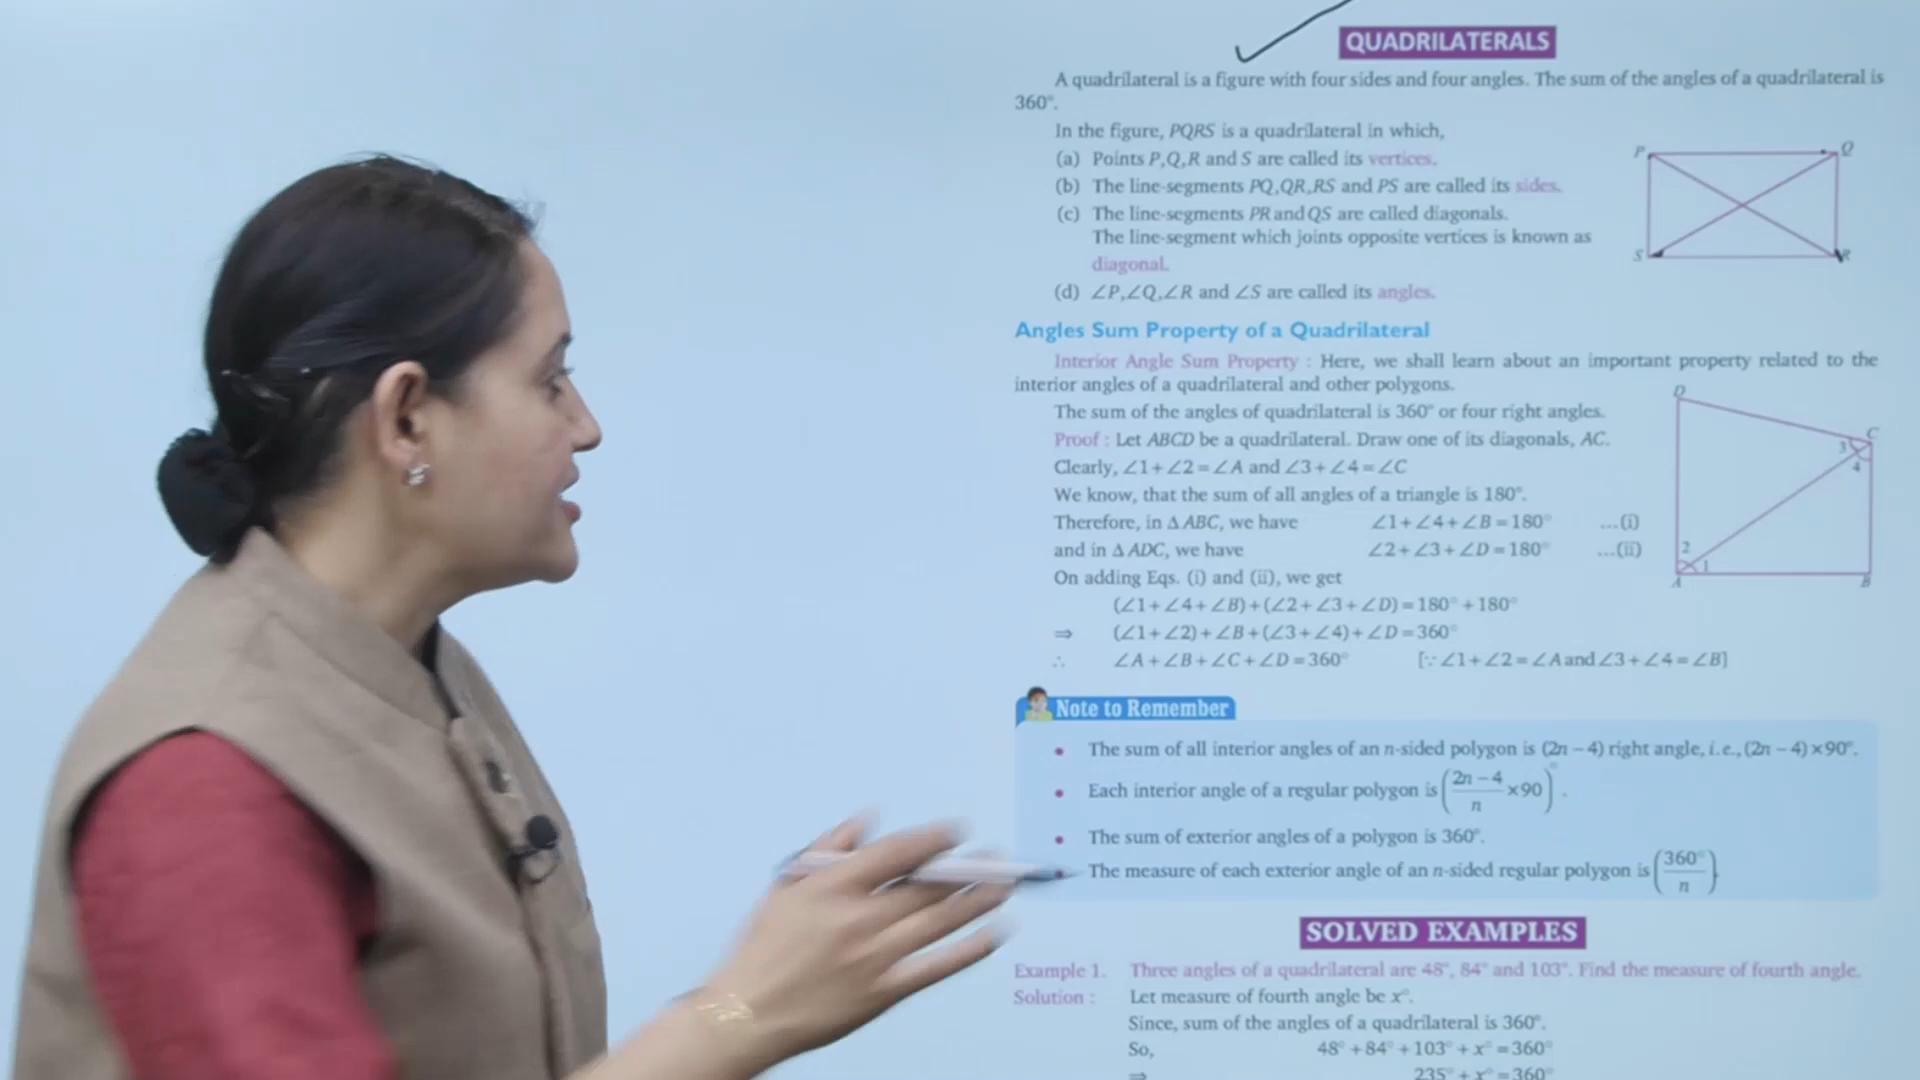 QUADRILATERALS
A quadrilateral is a figure with four sides and four angles. The sum of the angles of a quadrilateral is
360°.
In the figure, PQRS is a quadrilateral in which,
(a) Points P,Q,R and S are called its vertices.
(b) The line-segments PQ,QR,RS and PS are called its sides.
(c) The line-segments PR and QS are called diagonals.
The line-segment which joints opposite vertices is known as
diagonal.
(d) ∠P,∠Q,∠R and ∠S are called its angles.
P
Q
S
R
Angles Sum Property of a Quadrilateral
Interior Angle Sum Property : Here, we shall learn about an important property related to the
interior angles of a quadrilateral and other polygons.
The sum of the angles of quadrilateral is 360° or four right angles.
Proof : Let ABCD be a quadrilateral. Draw one of its diagonals, AC.
Clearly, ∠1+∠2=∠A and ∠3+∠4=∠C
We know, that the sum of all angles of a triangle is 180°.
Therefore, in Δ ABC, we have ∠1+∠4+∠B=180° ...(i)
and in Δ ADC, we have ∠2+∠3+∠D=180° ...(ii)
On adding Eqs. (i) and (ii), we get
(∠1+∠4+∠B)+(∠2+∠3+∠D)=180°+180°
⇒ (∠1+∠2)+∠B+(∠3+∠4)+∠D=360°
∴ ∠A+∠B+∠C+∠D=360° [∵∠1+∠2=∠A and ∠3+∠4=∠B]
D
C
3
4
2
1
A
B
Note to Remember
• The sum of all interior angles of an n-sided polygon is (2n – 4) right angle, i.e., (2n – 4)×90°.
• Each interior angle of a regular polygon is ((2n – 4)/n ×90)°.
• The sum of exterior angles of a polygon is 360°.
• The measure of each exterior angle of an n-sided regular polygon is (360°/n).
SOLVED EXAMPLES
Example 1. Three angles of a quadrilateral are 48°, 84° and 103°. Find the measure of fourth angle.
Solution : Let measure of fourth angle be x°.
Since, sum of the angles of a quadrilateral is 360°.
So, 48° + 84° + 103° + x° = 360°
⇒ 235° + x° = 360°